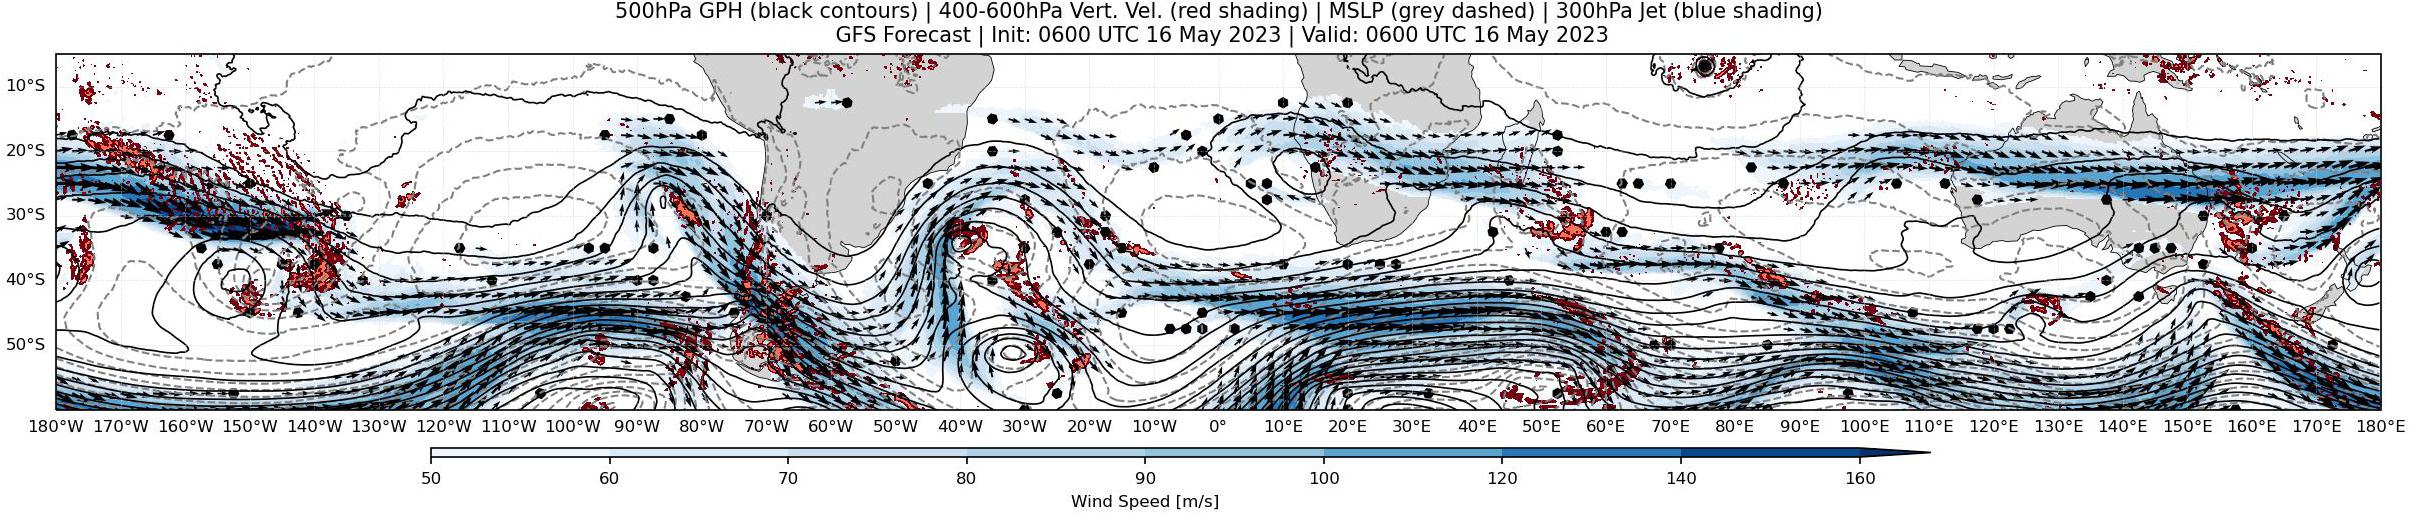 500hPa GPH (black contours) | 400-600hPa Vert. Vel. (red shading) | MSLP (grey dashed) | 300hPa Jet (blue shading)
GFS Forecast | Init: 0600 UTC 16 May 2023 | Valid: 0600 UTC 16 May 2023
10°S
20°S
30°S
40°S
50°S
180°W 170°W 160°W 150°W 140°W 130°W 120°W 110°W 100°W 90°W 80°W 70°W 60°W 50°W 40°W 30°W 20°W 10°W 0° 10°E 20°E 30°E 40°E 50°E 60°E 70°E 80°E 90°E 100°E 110°E 120°E 130°E 140°E 150°E 160°E 170°E 180°E
50 60 70 80 90 100 120 140 160
Wind Speed [m/s]